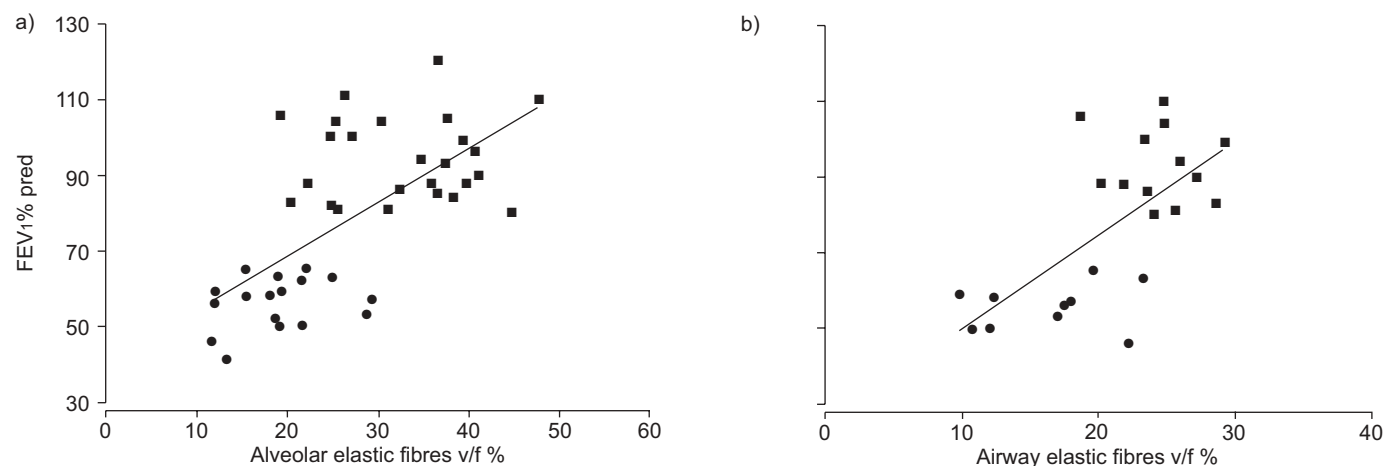 a)
130
110
90
70
50
30
FEV1% pred
0 10 20 30 40 50 60
Alveolar elastic fibres v/f %
b)
0 10 20 30 40
Airway elastic fibres v/f %